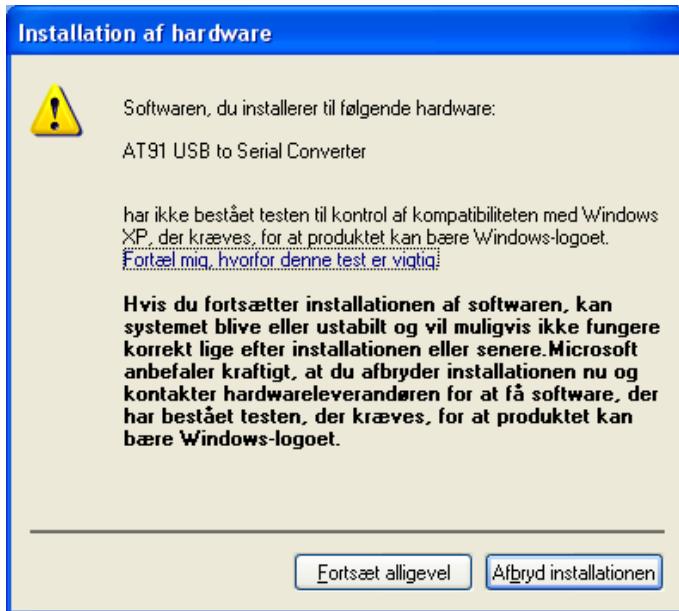 Installation af hardware
Softwaren, du installerer til følgende hardware:
AT91 USB to Serial Converter
har ikke bestået testen til kontrol af kompatibiliteten med Windows
XP, der kræves, for at produktet kan bære Windows-logoet.
Fortæl mig, hvorfor denne test er vigtig.
Hvis du fortsætter installationen af softwaren, kan
systemet blive eller ustabilt og vil muligvis ikke fungere
korrekt lige efter installationen eller senere.Microsoft
anbefaler kraftigt, at du afbryder installationen nu og
kontakter hardwareleverandøren for at få software, der
har bestået testen, der kræves, for at produktet kan
bære Windows-logoet.
Fortsæt alligevel
Afbryd installationen